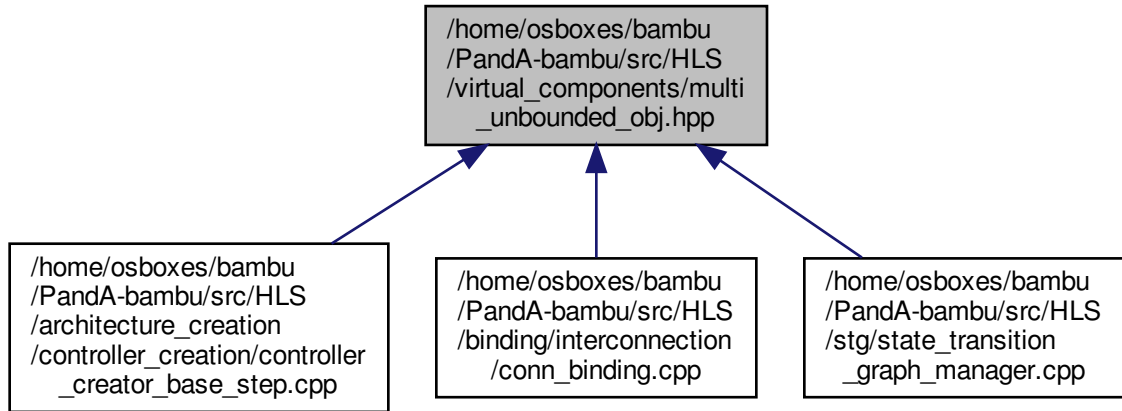 /home/osboxes/bambu
/PandA-bambu/src/HLS
/virtual_components/multi
_unbounded_obj.hpp
/home/osboxes/bambu
/PandA-bambu/src/HLS
/architecture_creation
/controller_creation/controller
_creator_base_step.cpp
/home/osboxes/bambu
/PandA-bambu/src/HLS
/binding/interconnection
/conn_binding.cpp
/home/osboxes/bambu
/PandA-bambu/src/HLS
/stg/state_transition
_graph_manager.cpp